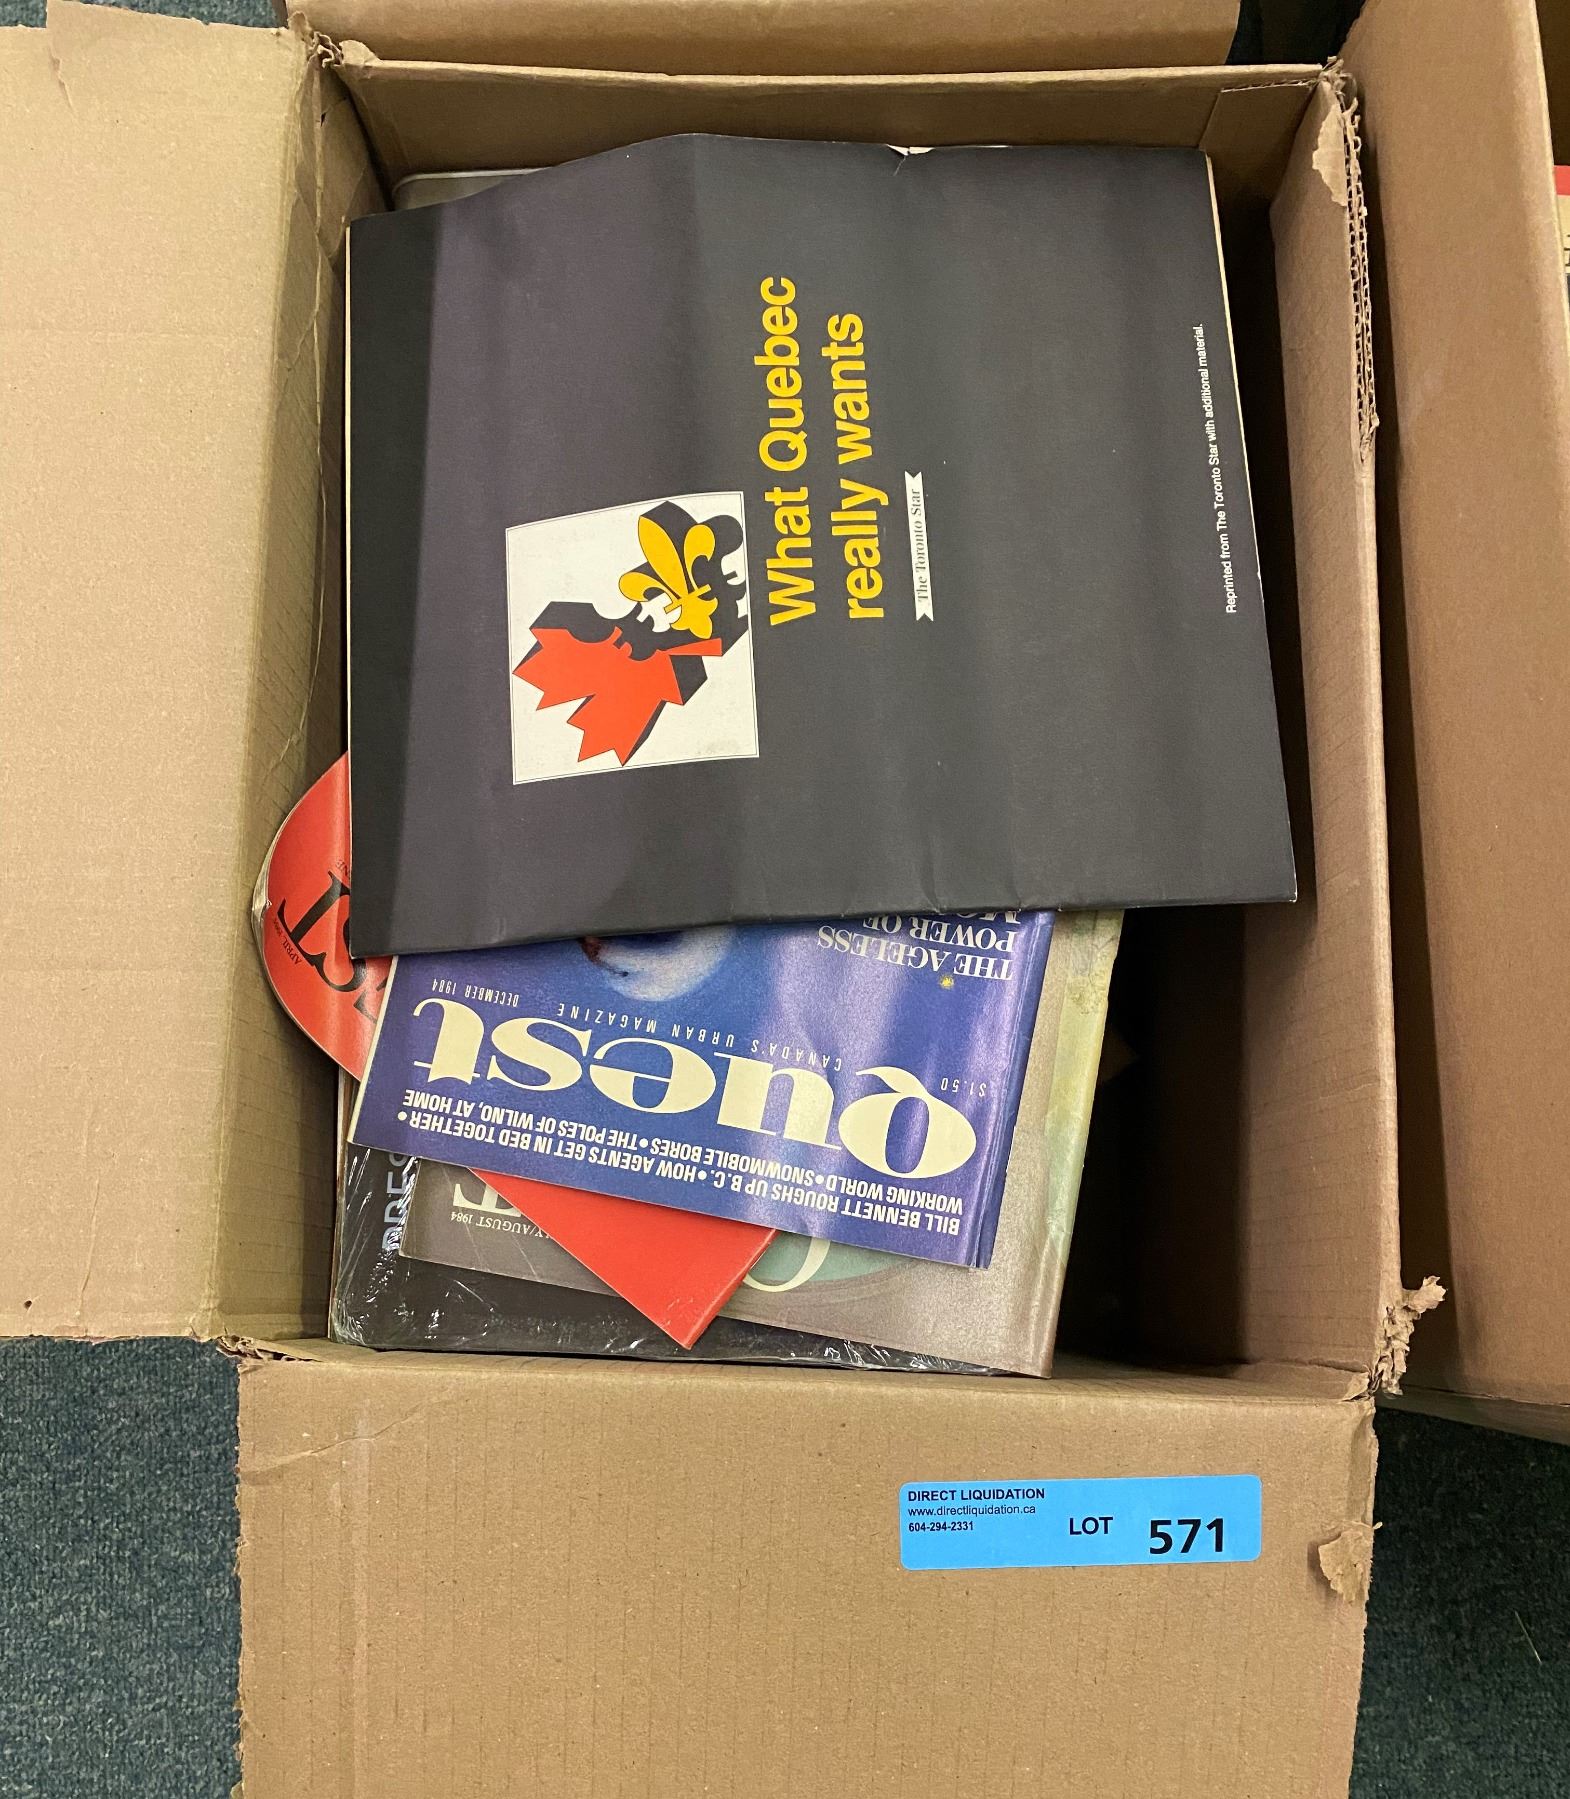 What Quebec
really wants
The Toronto Star
Reprinted from The Toronto Star with additional material.
THE AGELESS
POWER OF
DECEMBER 1984
CANADA'S URBAN MAGAZINE
$1.50
Quest
BILL BENNETT ROUGHS UP B.C. • HOW AGENTS GET IN BED TOGETHER •
WORKING WORLD • SNOWMOBILE BORES • THE POLES OF WILNO, AT HOME
AUGUST 1984
DIRECT LIQUIDATION
www.directliquidation.ca
604-294-2331
LOT 571